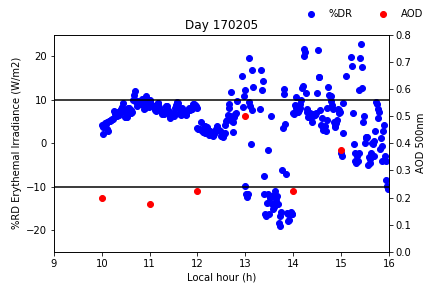 %DR AOD
Day 170205
%RD Erythemal Irradiance (W/m2)
20
10
0
−10
−20
0.8
0.7
0.6
0.5
0.4
0.3
0.2
0.1
0.0
AOD 500nm
9 10 11 12 13 14 15 16
Local hour (h)